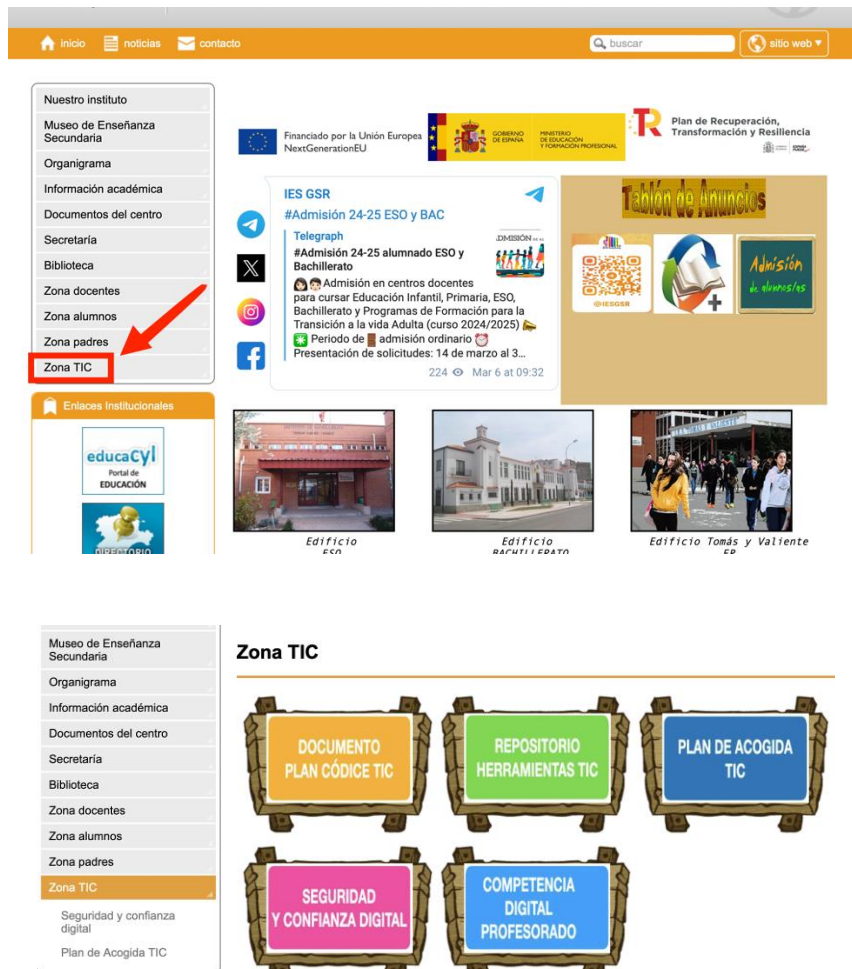 inicio
noticias
contacto
buscar
sitio web
Nuestro instituto
Museo de Enseñanza
Secundaria
Organigrama
Información académica
Documentos del centro
Secretaría
Biblioteca
Zona docentes
Zona alumnos
Zona padres
Zona TIC
Enlaces Institucionales
educacyl
Portal de
EDUCACIÓN
DIRECTORIO
Financiado por la Unión Europea
NextGenerationEU
GOBIERNO
DE ESPAÑA
MINISTERIO
DE EDUCACIÓN
Y FORMACIÓN PROFESIONAL
Plan de Recuperación,
Transformación y Resiliencia
IES GSR
#Admisión 24-25 ESO y BAC
Telegraph
#Admisión 24-25 alumnado ESO y
Bachillerato
Admisión en centros docentes
para cursar Educación Infantil, Primaria, ESO,
Bachillerato y Programas de Formación para la
Transición a la vida Adulta (curso 2024/2025)
Periodo de admisión ordinario
Presentación de solicitudes: 14 de marzo al 3...
224 Mar 6 at 09:32
Tablón de Anuncios
@IESGSR
Admisión
de alumnos/as
Edificio
ESO
Edificio
BACHILLERATO
Edificio Tomás y Valiente
FP
Museo de Enseñanza
Secundaria
Organigrama
Información académica
Documentos del centro
Secretaría
Biblioteca
Zona docentes
Zona alumnos
Zona padres
Zona TIC
Seguridad y confianza
digital
Plan de Acogida TIC
Zona TIC
DOCUMENTO
PLAN CÓDICE TIC
REPOSITORIO
HERRAMIENTAS TIC
PLAN DE ACOGIDA
TIC
SEGURIDAD
Y CONFIANZA DIGITAL
COMPETENCIA
DIGITAL
PROFESORADO